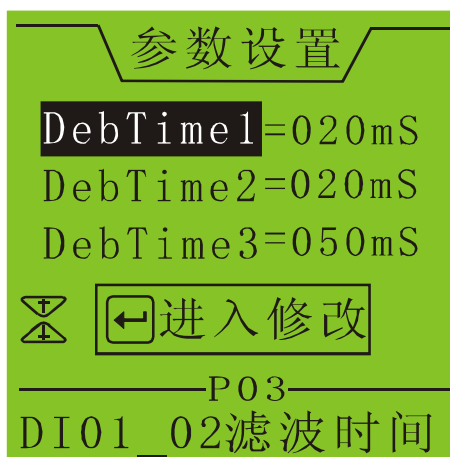 参数设置
DebTime1=020mS
DebTime2=020mS
DebTime3=050mS
进入修改
P03
DI01_02滤波时间